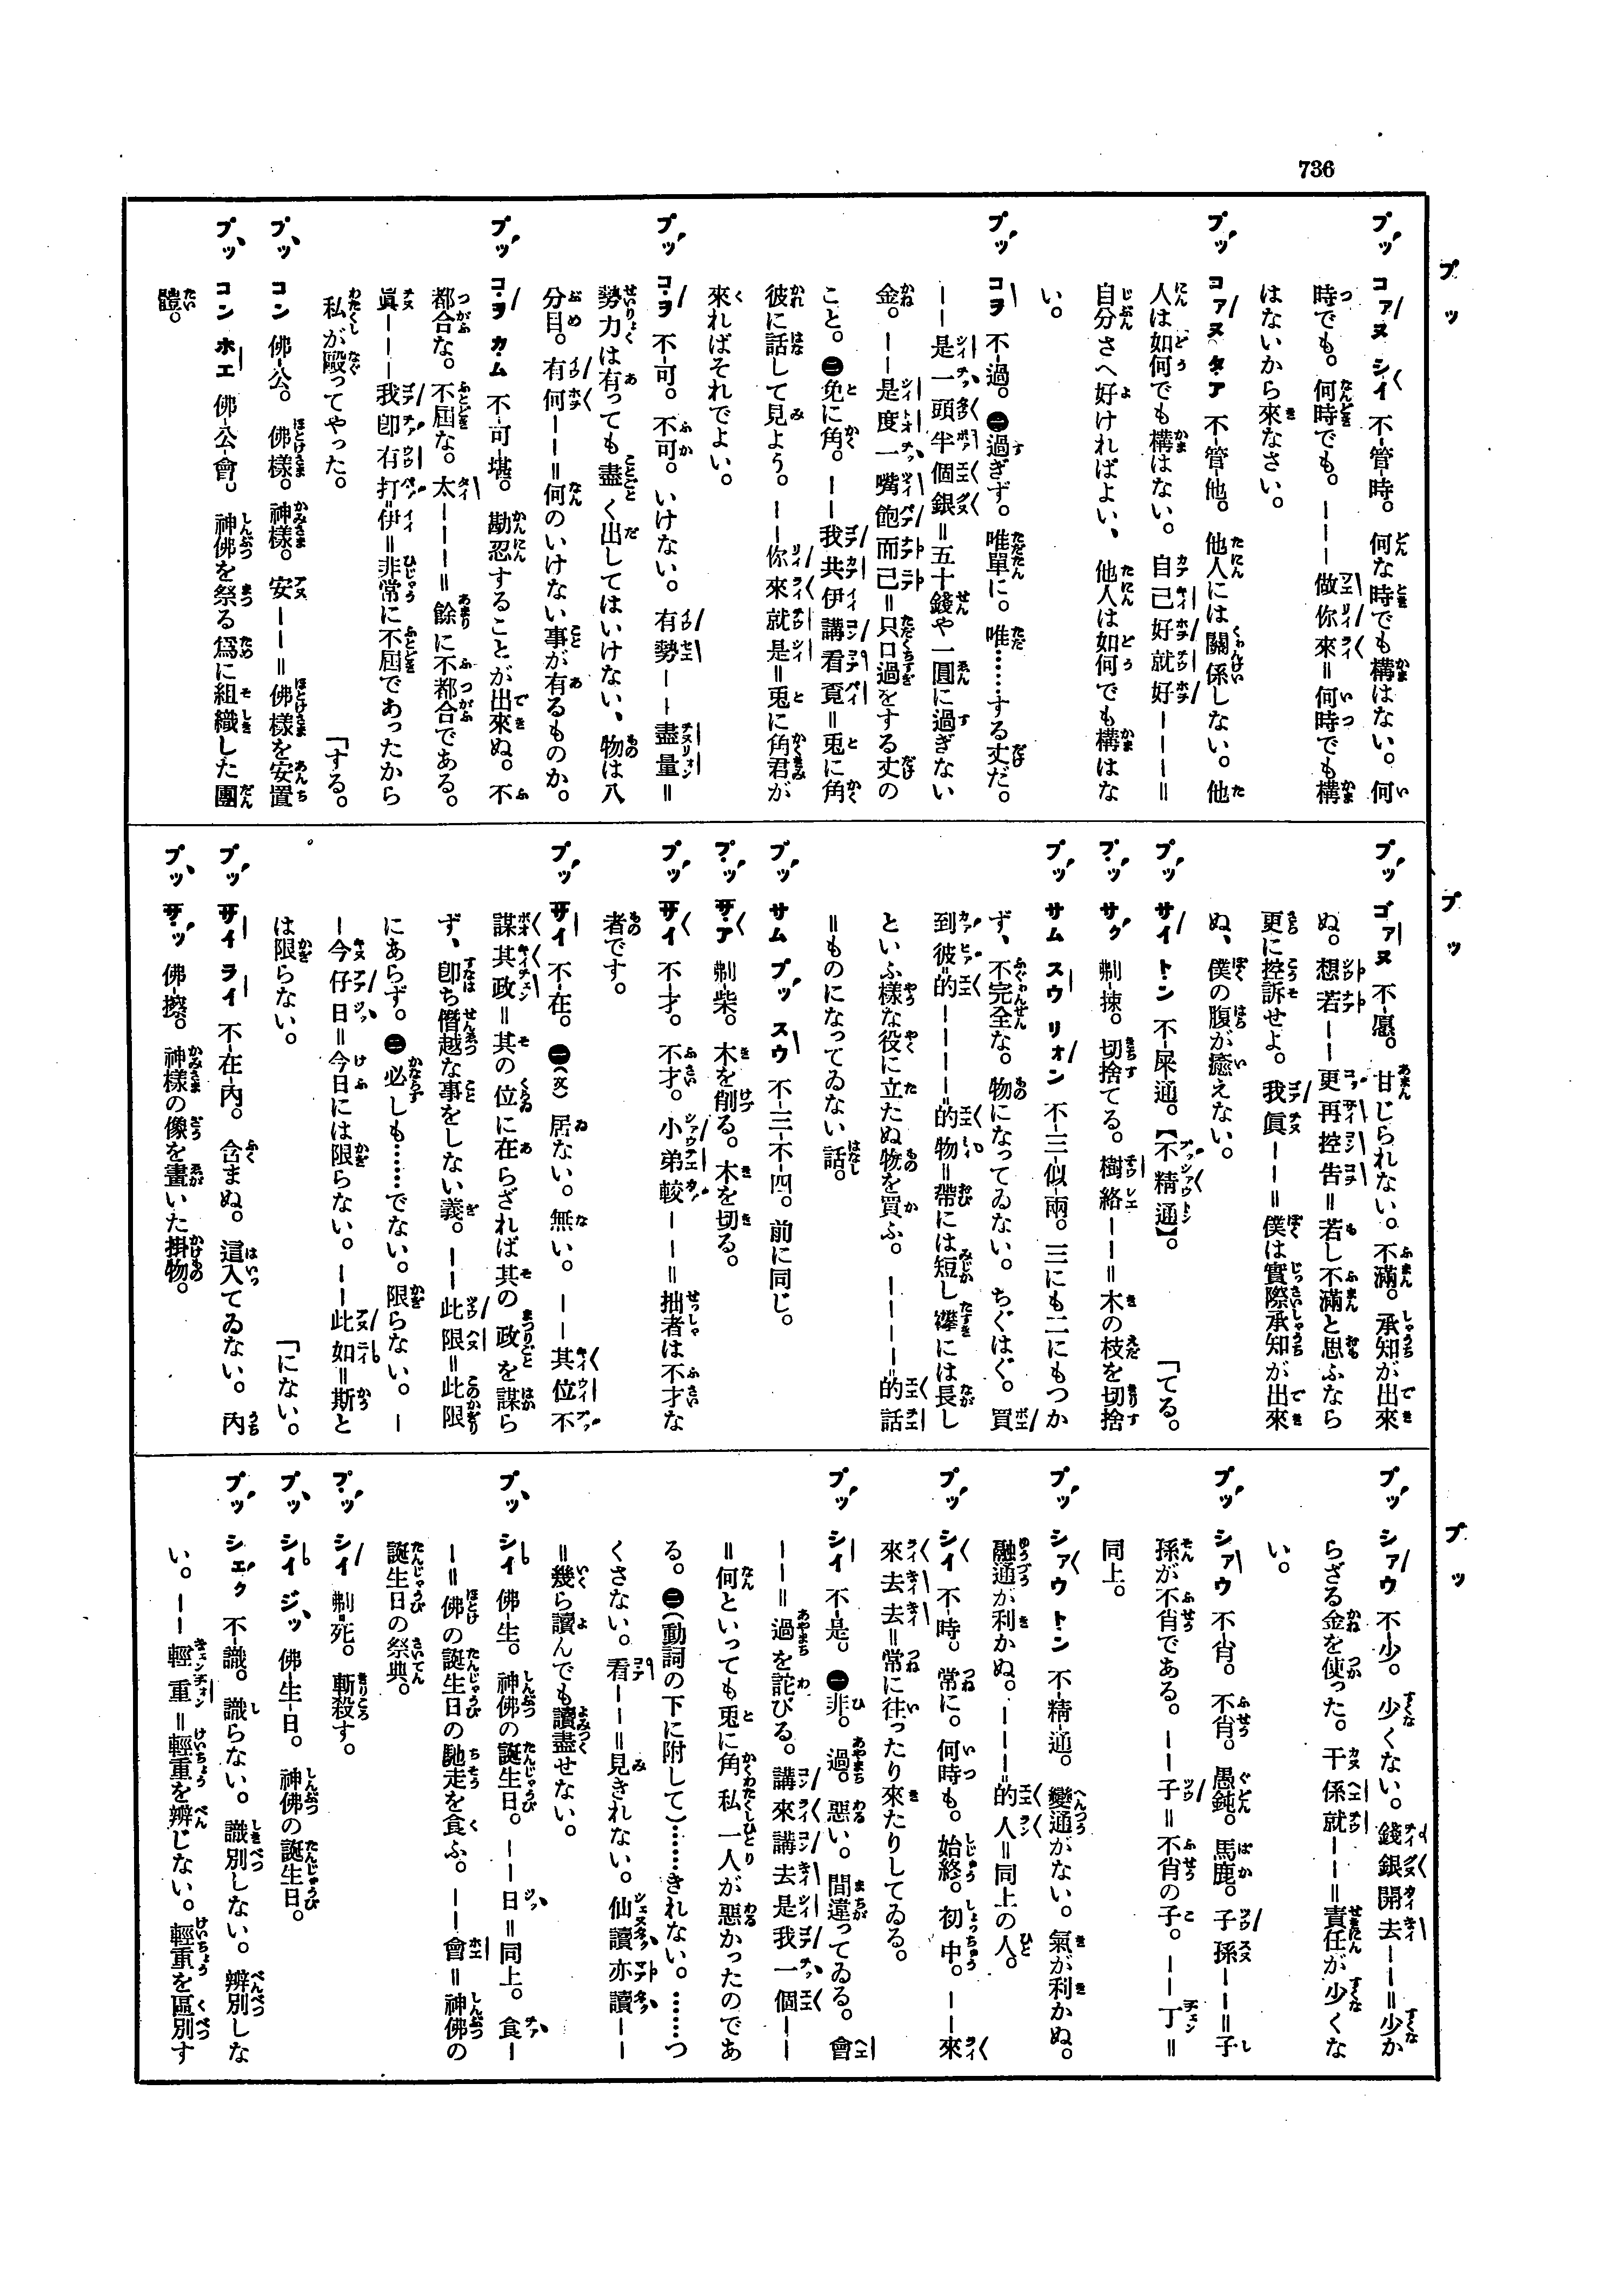 736
プッ
プッ コァヌ シイ 不-管-時。何な時でも構はない。何
時でも。何時でも。———做你來＝何時でも構
はないから來なさい。
プッ コァヌ タア 不-管-他。他人には關係しない。他
人は如何でも構はない。自己好就好———＝
自分さへ好ければよい、他人は如何でも構はな
い。
プッ コヲ 不-過。㊀過ぎず。唯單に。唯……する丈だ。
——是一頭半個銀＝五十錢や一圓に過ぎない
金。——是度一嘴飽而己＝只口過をする丈の
こと。㊁免に角。——我共伊講看覓＝兎に角
彼に話して見よう。——你來就是＝兎に角君が
來ればそれでよい。
プッ コヲ 不-可。不可。いけない。有勢——盡量＝
勢力は有っても盡く出してはいけない、物は八
分目。有何——＝何のいけない事が有るものか。
プッ コヲ カム 不-可-堪。勘忍することが出來ぬ。不
都合な。不屆な。太———＝餘に不都合である。
眞———我卽有打伊＝非常に不屆であったから
私が毆ってやった。 「する。
プッ コン 佛-公。佛樣。神樣。安——＝佛樣を安置
プッ コン ホエ 佛-公-會。神佛を祭る爲に組織した團
體。
プッ
プッ ゴァヌ 不-愿。甘じられない。不滿。承知が出來
ぬ。想若——更再控告＝若し不滿と思ふなら
更に控訴せよ。我眞——＝僕は實際承知が出來
ぬ、僕の腹が癒えない。
プッ サイ トン 不-屎-通。【不精通】。 「てる。
プッ サク 剃-揀。切捨てる。樹絡——＝木の枝を切捨
プッ サム スウ リォン 不-三-似-兩。三にも二にもつか
ず、不完全な。物になってゐない。ちぐはぐ。買
到彼的————的物＝帶には短し襷には長し
といふ樣な役に立たぬ物を買ふ。————的話
＝ものになってゐない話。
プッ サム プッ スウ 不-三-不-四。前に同じ。
プッ サア 剃-柴。木を削る。木を切る。
プッ サイ 不-才。不才。小弟較——＝拙者は不才な
者です。
プッ サイ 不-在。㊀(文)居ない。無い。——其位不
謀其政＝其の位に在らざれば其の政を謀ら
ず、卽ち僭越な事をしない義。——此限＝此限
にあらず。㊁必しも……でない。限らない。—
—今仔日＝今日には限らない。——此如＝斯と
は限らない。 「にない。
プッ サイ ライ 不-在-內。含まぬ。這入てゐない。內
プッ サッ 佛-擦。神樣の像を畫いた掛物。
プッ
プッ シァウ 不-少。少くない。錢銀開去——＝少か
らざる金を使った。干係就——＝責任が少くな
い。
プッ シァウ 不-肖。不肖。愚鈍。馬鹿。子孫——＝子
孫が不肖である。——子＝不肖の子。——丁＝
同上。
プッ シァウ トン 不-精-通。變通がない。氣が利かぬ。
融通が利かぬ。———的人＝同上の人。
プッ シイ 不-時。常に。何時も。始終。初中。——來
來去去＝常に往ったり來たりしてゐる。
プッ シイ 不-是。㊀非。過。惡い。間違ってゐる。會
——＝過を詫びる。講來講去是我一個——
＝何といっても兎に角私一人が惡かったのであ
る。㊁(動詞の下に附して)……きれない。……つ
くさない。看——＝見きれない。仙讀亦讀——
＝幾ら讀んでも讀盡せない。
プッ シイ 佛-生。神佛の誕生日。——日＝同上。食—
—＝佛の誕生日の馳走を食ふ。——會＝神佛の
誕生日の祭典。
プッ シイ 剃-死。斬殺す。
プッ シイ ジッ 佛-生-日。神佛の誕生日。
プッ シェク 不-識。識らない。識別しない。辨別しな
い。——輕重＝輕重を辨じない。輕重を區別す